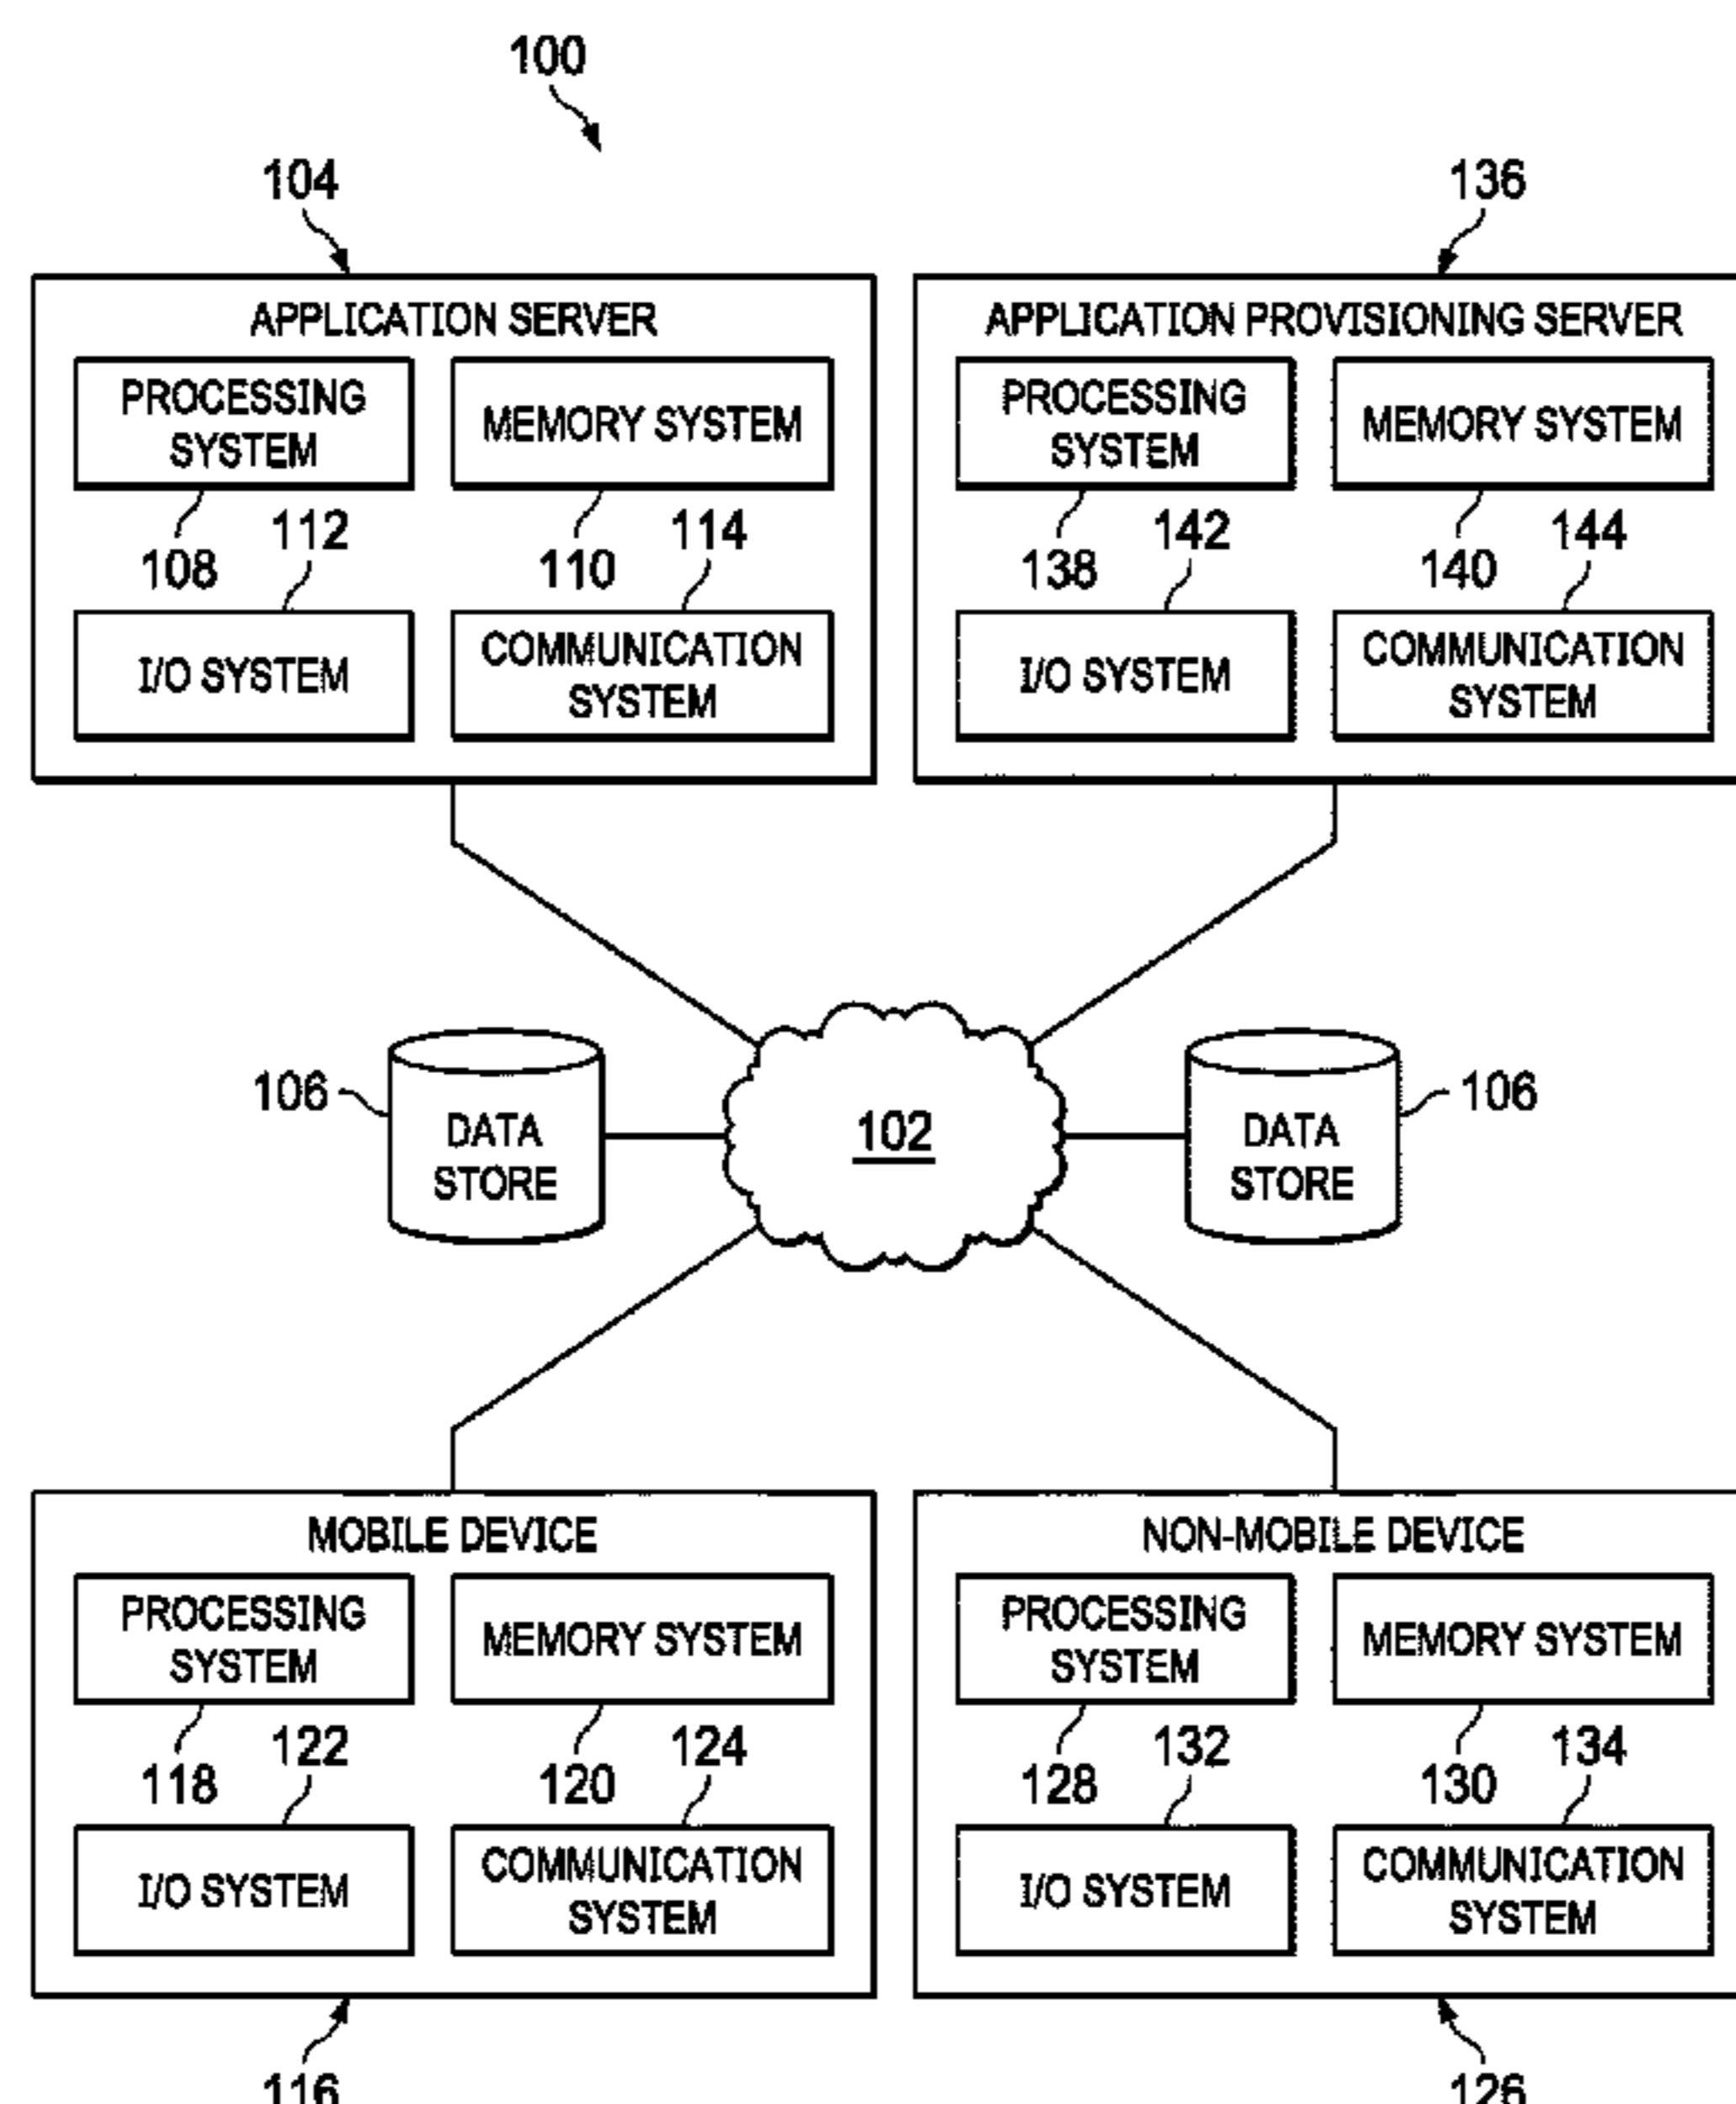 100
104
136
APPLICATION SERVER
PROCESSING
SYSTEM
MEMORY SYSTEM
108
112
110
114
I/O SYSTEM
COMMUNICATION
SYSTEM
APPLICATION PROVISIONING SERVER
PROCESSING
SYSTEM
MEMORY SYSTEM
138
142
140
144
I/O SYSTEM
COMMUNICATION
SYSTEM
106
DATA
STORE
102
DATA
STORE
106
MOBILE DEVICE
PROCESSING
SYSTEM
MEMORY SYSTEM
118
122
120
124
I/O SYSTEM
COMMUNICATION
SYSTEM
116
NON-MOBILE DEVICE
PROCESSING
SYSTEM
MEMORY SYSTEM
128
132
130
134
I/O SYSTEM
COMMUNICATION
SYSTEM
126